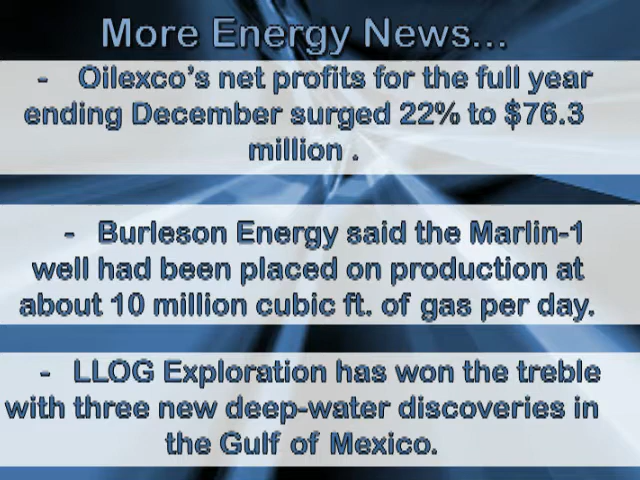 More Energy News...
- Oilexco's net profits for the full year
ending December surged 22% to $76.3
million .
- Burleson Energy said the Marlin-1
well had been placed on production at
about 10 million cubic ft. of gas per day.
- LLOG Exploration has won the treble
with three new deep-water discoveries in
the Gulf of Mexico.